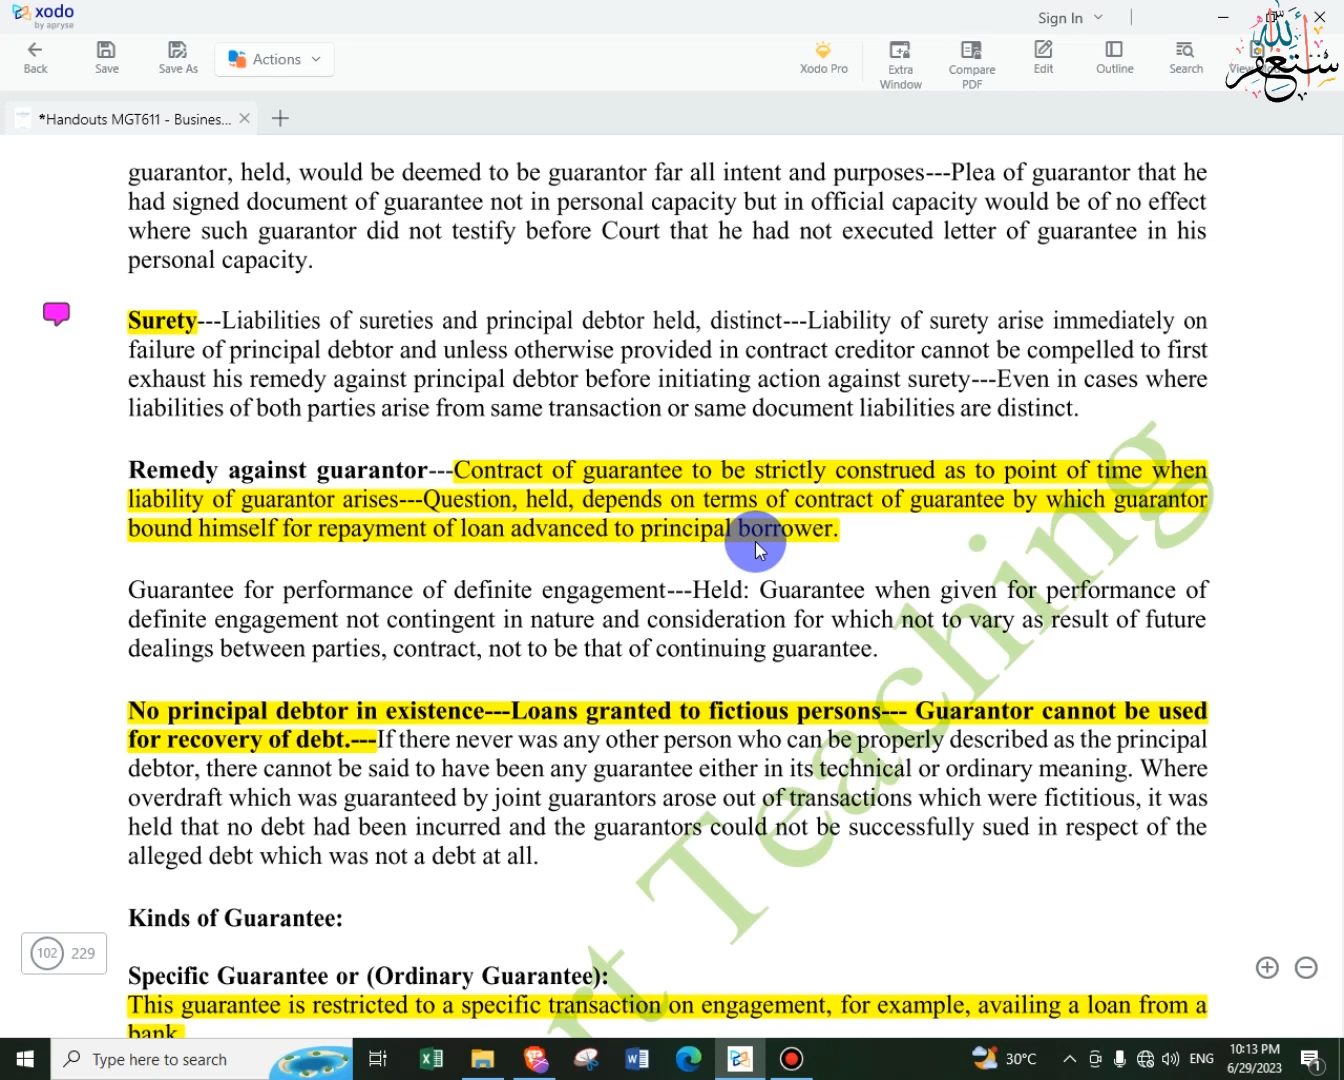 xodo
by apryse
Sign In
Back
Save
Save As
Actions
Xodo Pro
Extra Window
Compare PDF
Edit
Outline
Search
أستغفر الله
*Handouts MGT611 - Busines...
guarantor, held, would be deemed to be guarantor far all intent and purposes---Plea of guarantor that he
had signed document of guarantee not in personal capacity but in official capacity would be of no effect
where such guarantor did not testify before Court that he had not executed letter of guarantee in his
personal capacity.
Surety---Liabilities of sureties and principal debtor held, distinct---Liability of surety arise immediately on
failure of principal debtor and unless otherwise provided in contract creditor cannot be compelled to first
exhaust his remedy against principal debtor before initiating action against surety---Even in cases where
liabilities of both parties arise from same transaction or same document liabilities are distinct.
Remedy against guarantor---Contract of guarantee to be strictly construed as to point of time when
liability of guarantor arises---Question, held, depends on terms of contract of guarantee by which guarantor
bound himself for repayment of loan advanced to principal borrower.
Guarantee for performance of definite engagement---Held: Guarantee when given for performance of
definite engagement not contingent in nature and consideration for which not to vary as result of future
dealings between parties, contract, not to be that of continuing guarantee.
No principal debtor in existence---Loans granted to fictious persons--- Guarantor cannot be used
for recovery of debt.---If there never was any other person who can be properly described as the principal
debtor, there cannot be said to have been any guarantee either in its technical or ordinary meaning. Where
overdraft which was guaranteed by joint guarantors arose out of transactions which were fictitious, it was
held that no debt had been incurred and the guarantors could not be successfully sued in respect of the
alleged debt which was not a debt at all.
Kinds of Guarantee:
102 229
Specific Guarantee or (Ordinary Guarantee):
This guarantee is restricted to a specific transaction on engagement, for example, availing a loan from a
bank.
rt Teaching
Type here to search
30°C
ENG
10:13 PM
6/29/2023
1